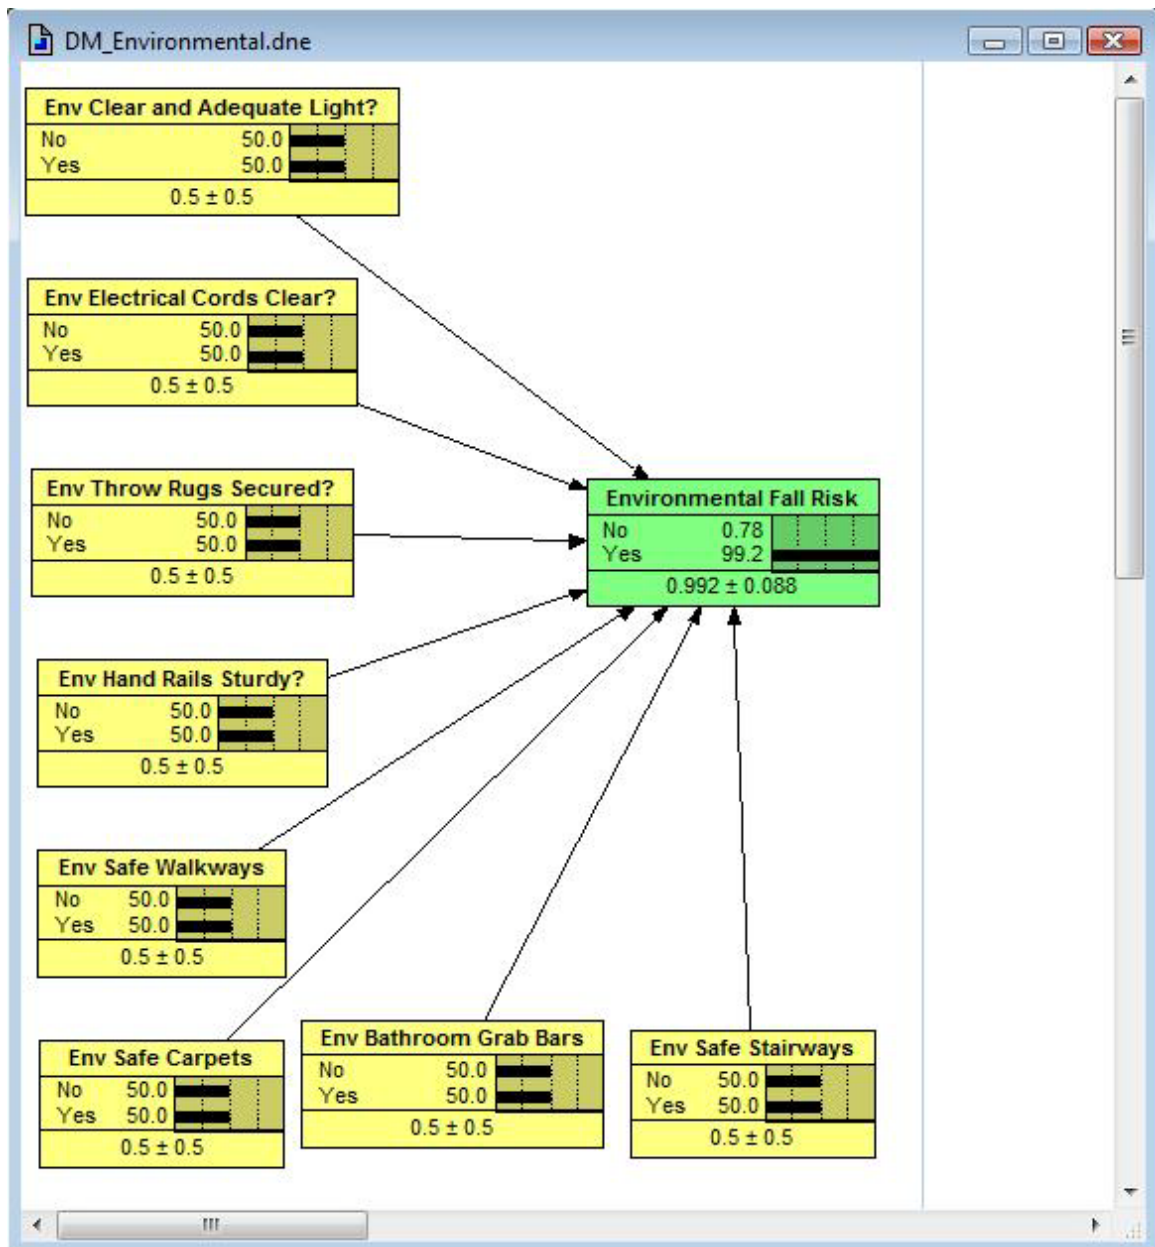 DM_Environmental.dne
Env Clear and Adequate Light?
No 50.0
Yes 50.0
0.5 ± 0.5
Env Electrical Cords Clear?
No 50.0
Yes 50.0
0.5 ± 0.5
Env Throw Rugs Secured?
No 50.0
Yes 50.0
0.5 ± 0.5
Environmental Fall Risk
No 0.78
Yes 99.2
0.992 ± 0.088
Env Hand Rails Sturdy?
No 50.0
Yes 50.0
0.5 ± 0.5
Env Safe Walkways
No 50.0
Yes 50.0
0.5 ± 0.5
Env Safe Carpets
No 50.0
Yes 50.0
0.5 ± 0.5
Env Bathroom Grab Bars
No 50.0
Yes 50.0
0.5 ± 0.5
Env Safe Stairways
No 50.0
Yes 50.0
0.5 ± 0.5